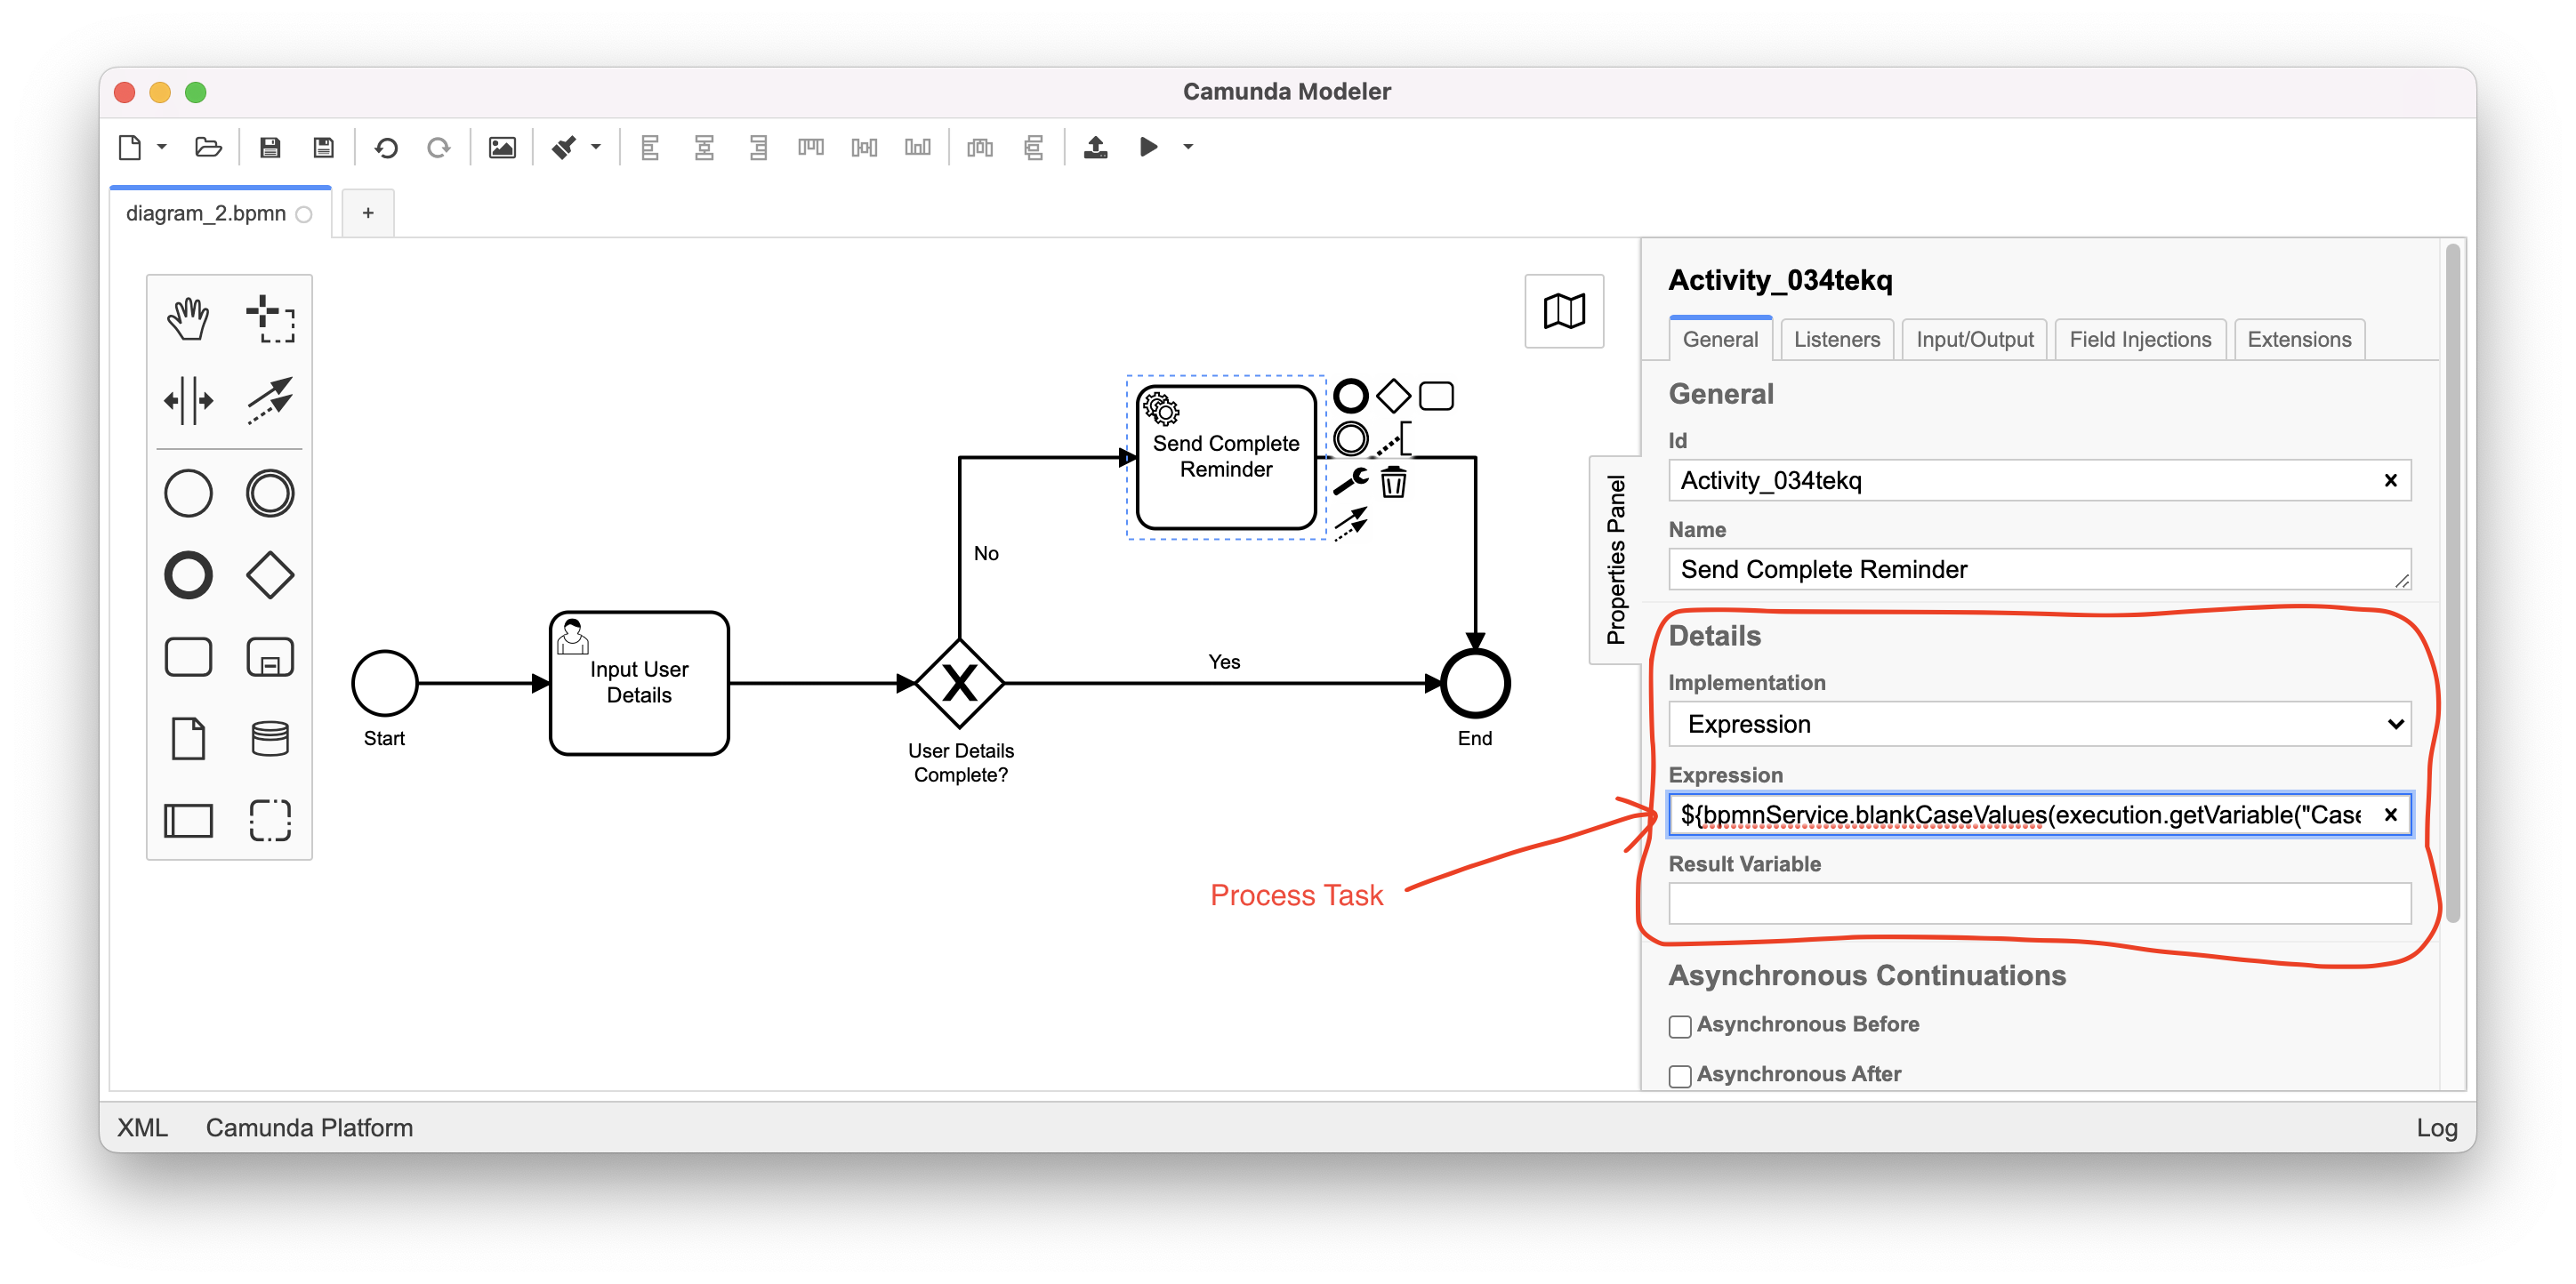 Camunda Modeler
diagram_2.bpmn
+
Activity_034tekq
General
Listeners
Input/Output
Field Injections
Extensions
General
Id
Activity_034tekq
Name
Send Complete Reminder
Details
Implementation
Expression
Expression
${bpmnService.blankCaseValues(execution.getVariable("Case
Result Variable
Asynchronous Continuations
Asynchronous Before
Asynchronous After
Properties Panel
Send Complete
Reminder
No
Input User
Details
Yes
Start
User Details
Complete?
End
Process Task
XML
Camunda Platform
Log